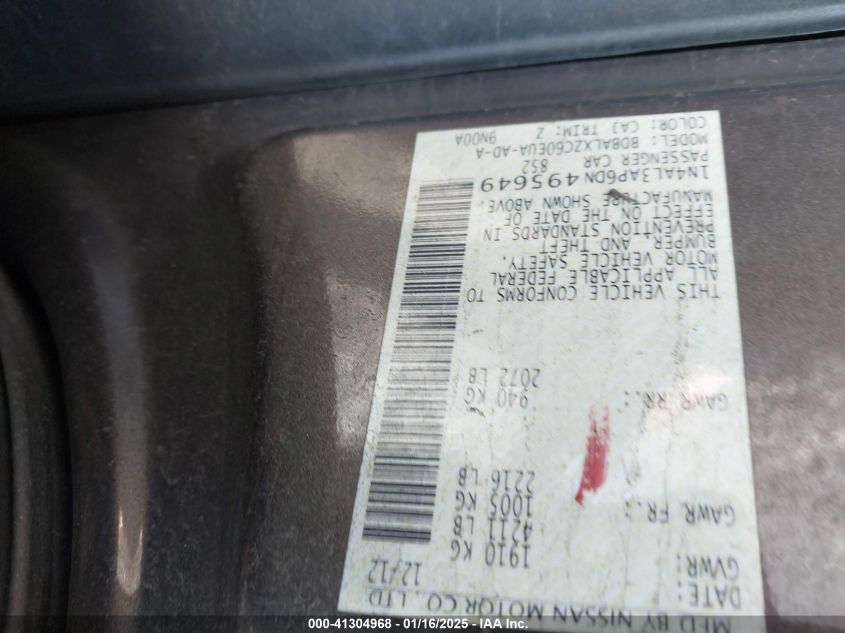 MFD BY NISSAN MOTOR CO., LTD
DATE: 12/12
GVWR: 1910 KG
4211 LB
GAWR FR.: 1005 KG
2216 LB
GAWR RR.: 940 KG
2072 LB
THIS VEHICLE CONFORMS TO
ALL APPLICABLE FEDERAL
MOTOR VEHICLE SAFETY,
BUMPER AND THEFT
PREVENTION STANDARDS IN
EFFECT ON THE DATE OF
MANUFACTURE SHOWN ABOVE.
1N4AL3AP6DN495649
PASSENGER CAR 852
MODEL: BDBALXZC60EUA-AD-A
COLOR: CAJ TRIM: Z 9N00A
000-41304968 - 01/16/2025 - IAA Inc.